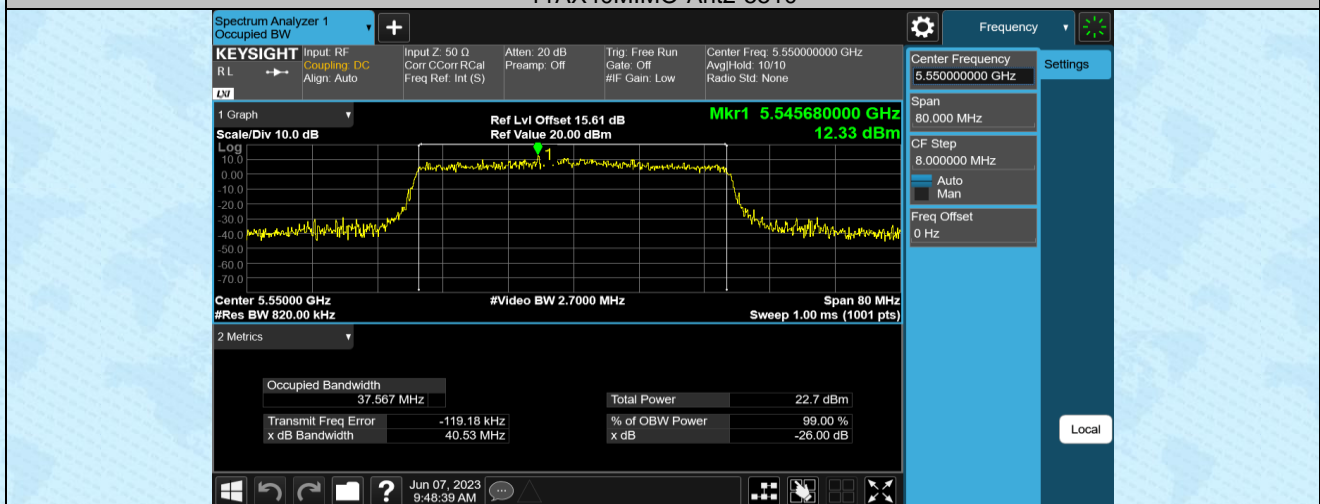 Spectrum Analyzer 1
Occupied BW
Frequency
KEYSIGHT
R L
LXI
Input: RF
Coupling: DC
Align: Auto
Input Z: 50 Ω
Corr CCorr RCal
Freq Ref: Int (S)
Atten: 20 dB
Preamp: Off
Trig: Free Run
Gate: Off
#IF Gain: Low
Center Freq: 5.550000000 GHz
Avg|Hold: 10/10
Radio Std: None
Center Frequency
5.550000000 GHz
Settings
Span
80.000 MHz
CF Step
8.000000 MHz
Auto
Man
Freq Offset
0 Hz
Local
1 Graph
Scale/Div 10.0 dB
Ref Lvl Offset 15.61 dB
Ref Value 20.00 dBm
Mkr1 5.545680000 GHz
12.33 dBm
Log
10.0
0.00
-10.0
-20.0
-30.0
-40.0
-50.0
-60.0
-70.0
1
Center 5.55000 GHz
#Res BW 820.00 kHz
#Video BW 2.7000 MHz
Span 80 MHz
Sweep 1.00 ms (1001 pts)
2 Metrics
Occupied Bandwidth
37.567 MHz
Total Power 22.7 dBm
Transmit Freq Error -119.18 kHz
% of OBW Power 99.00 %
x dB Bandwidth 40.53 MHz
x dB -26.00 dB
?
Jun 07, 2023
9:48:39 AM